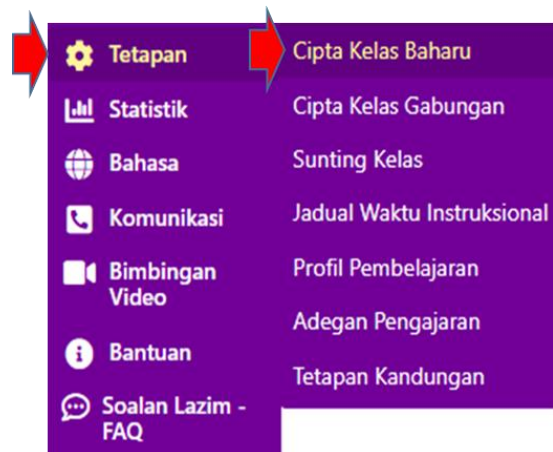 Tetapan
Statistik
Bahasa
Komunikasi
Bimbingan
Video
Bantuan
Soalan Lazim -
FAQ
Cipta Kelas Baharu
Cipta Kelas Gabungan
Sunting Kelas
Jadual Waktu Instruksional
Profil Pembelajaran
Adegan Pengajaran
Tetapan Kandungan